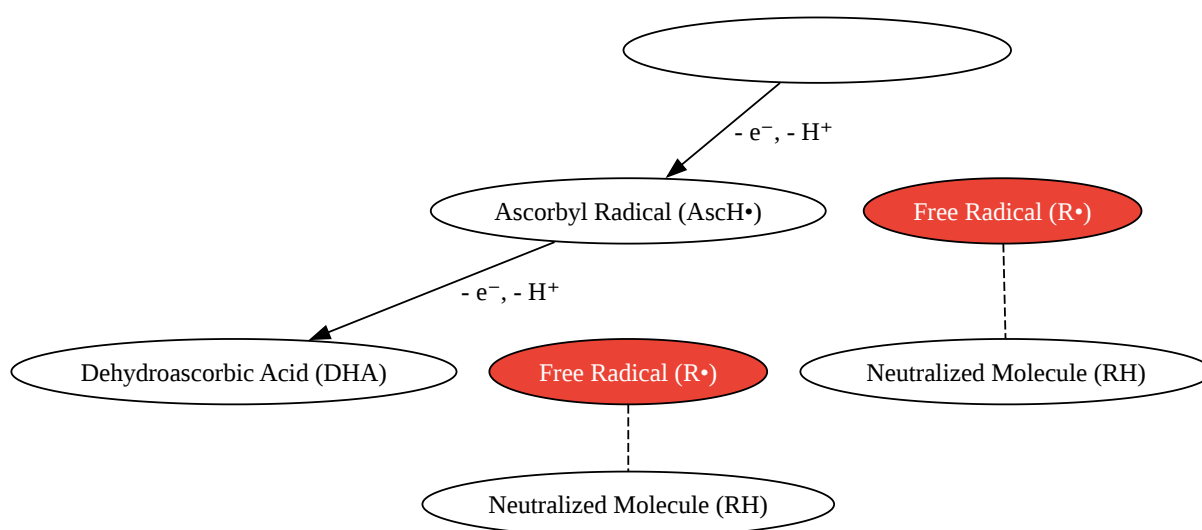 - e⁻, - H⁺
Ascorbyl Radical (AscH•)
Free Radical (R•)
- e⁻, - H⁺
Dehydroascorbic Acid (DHA)
Free Radical (R•)
Neutralized Molecule (RH)
Neutralized Molecule (RH)